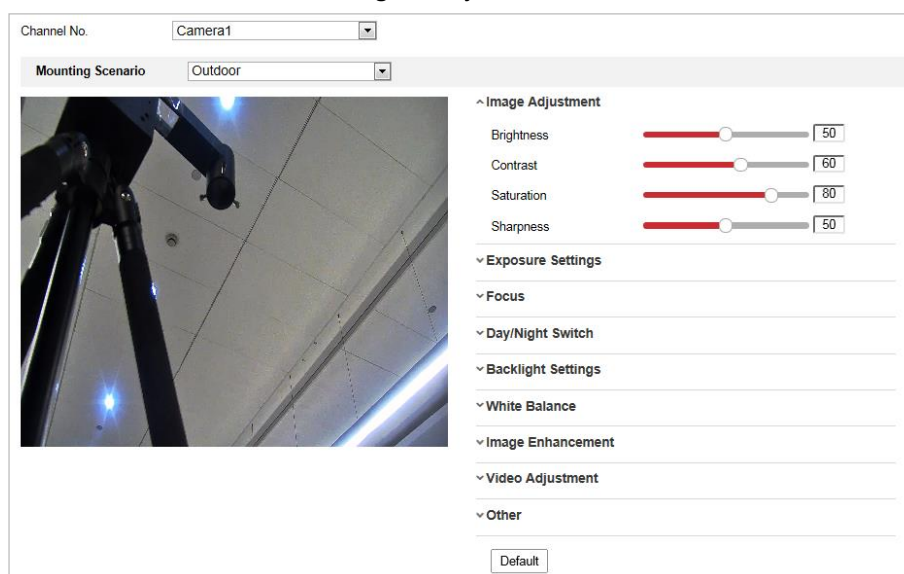 Channel No. Camera1
Mounting Scenario Outdoor
Image Adjustment
Brightness 50
Contrast 60
Saturation 80
Sharpness 50
Exposure Settings
Focus
Day/Night Switch
Backlight Settings
White Balance
Image Enhancement
Video Adjustment
Other
Default